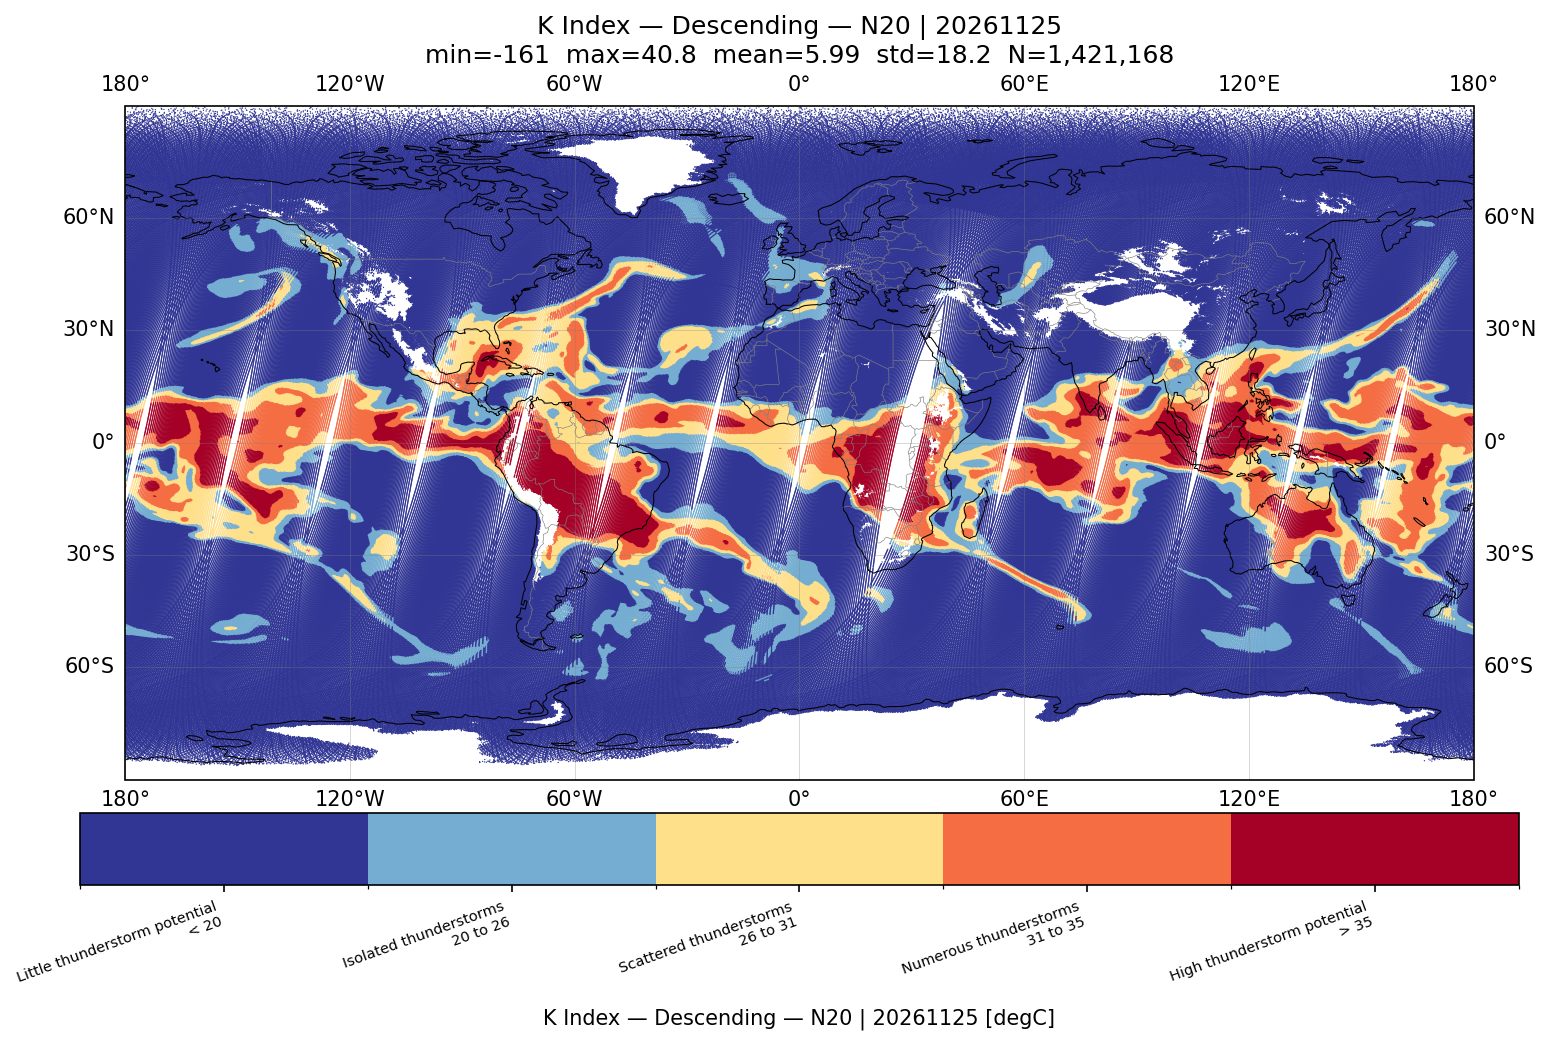 K Index — Descending — N20 | 20261125
min=-161  max=40.8  mean=5.99  std=18.2  N=1,421,168
180° 120°W 60°W 0° 60°E 120°E 180°
60°N 60°N
30°N 30°N
0° 0°
30°S 30°S
60°S 60°S
180° 120°W 60°W 0° 60°E 120°E 180°
Little thunderstorm potential
< 20
Isolated thunderstorms
20 to 26
Scattered thunderstorms
26 to 31
Numerous thunderstorms
31 to 35
High thunderstorm potential
> 35
K Index — Descending — N20 | 20261125 [degC]